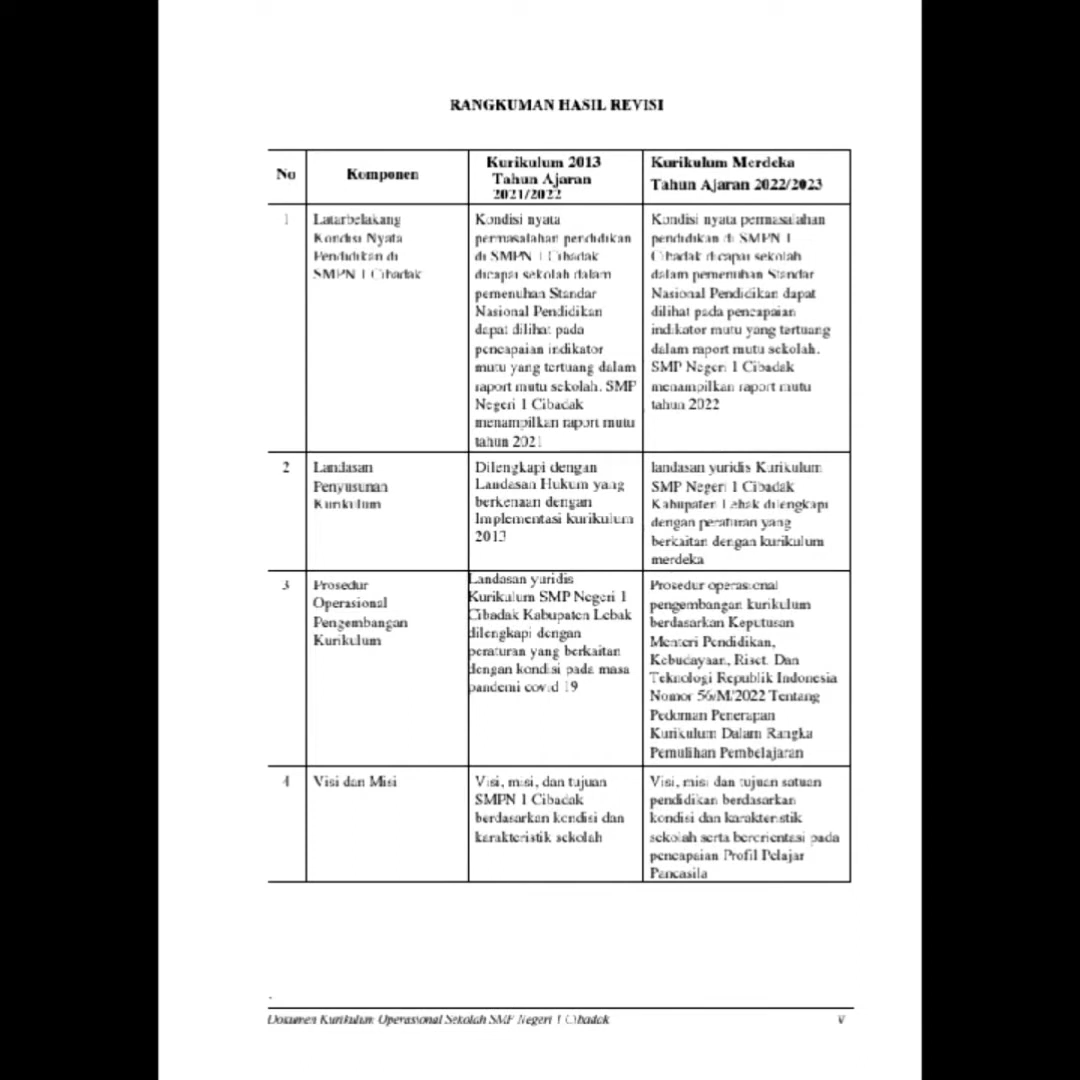 RANGKUMAN HASIL REVISI
No
Komponen
Kurikulum 2013
Tahun Ajaran
2021/2022
Kurikulum Merdeka
Tahun Ajaran 2022/2023
1
Latarbelakang
Kondisi Nyata
Pendidikan di
SMPN 1 Cibadak
Kondisi nyata
permasalahan pendidikan
di SMPN 1 Cibadak
dicapai sekolah dalam
pemenuhan Standar
Nasional Pendidikan
dapat dilihat pada
pencapaian indikator
mutu yang tertuang dalam
raport mutu sekolah. SMP
Negeri 1 Cibadak
menampilkan raport mutu
tahun 2021
Kondisi nyata permasalahan
pendidikan di SMPN 1
Cibadak dicapai sekolah
dalam pemenuhan Standar
Nasional Pendidikan dapat
dilihat pada pencapaian
indikator mutu yang tertuang
dalam raport mutu sekolah.
SMP Negeri 1 Cibadak
menampilkan raport mutu
tahun 2022
2
Landasan
Penyusunan
Kurikulum
Dilengkapi dengan
Landasan Hukum yang
berkenaan dengan
Implementasi kurikulum
2013
landasan yuridis Kurikulum
SMP Negeri 1 Cibadak
Kabupaten Lebak dilengkapi
dengan peraturan yang
berkaitan dengan kurikulum
merdeka
3
Prosedur
Operasional
Pengembangan
Kurikulum
Landasan yuridis
Kurikulum SMP Negeri 1
Cibadak Kabupaten Lebak
dilengkapi dengan
peraturan yang berkaitan
dengan kondisi pada masa
pandemi covid 19
Prosedur operasional
pengembangan kurikulum
berdasarkan Keputusan
Menteri Pendidikan,
Kebudayaan, Riset. Dan
Teknologi Republik Indonesia
Nomor 56/M/2022 Tentang
Pedoman Penerapan
Kurikulum Dalam Rangka
Pemulihan Pembelajaran
4
Visi dan Misi
Visi, misi, dan tujuan
SMPN 1 Cibadak
berdasarkan kondisi dan
karakteristik sekolah
Visi, misi dan tujuan satuan
pendidikan berdasarkan
kondisi dan karakteristik
sekolah serta berorientasi pada
pencapaian Profil Pelajar
Pancasila
Dokumen Kurikulum Operasional Sekolah SMP Negeri 1 Cibadak
v